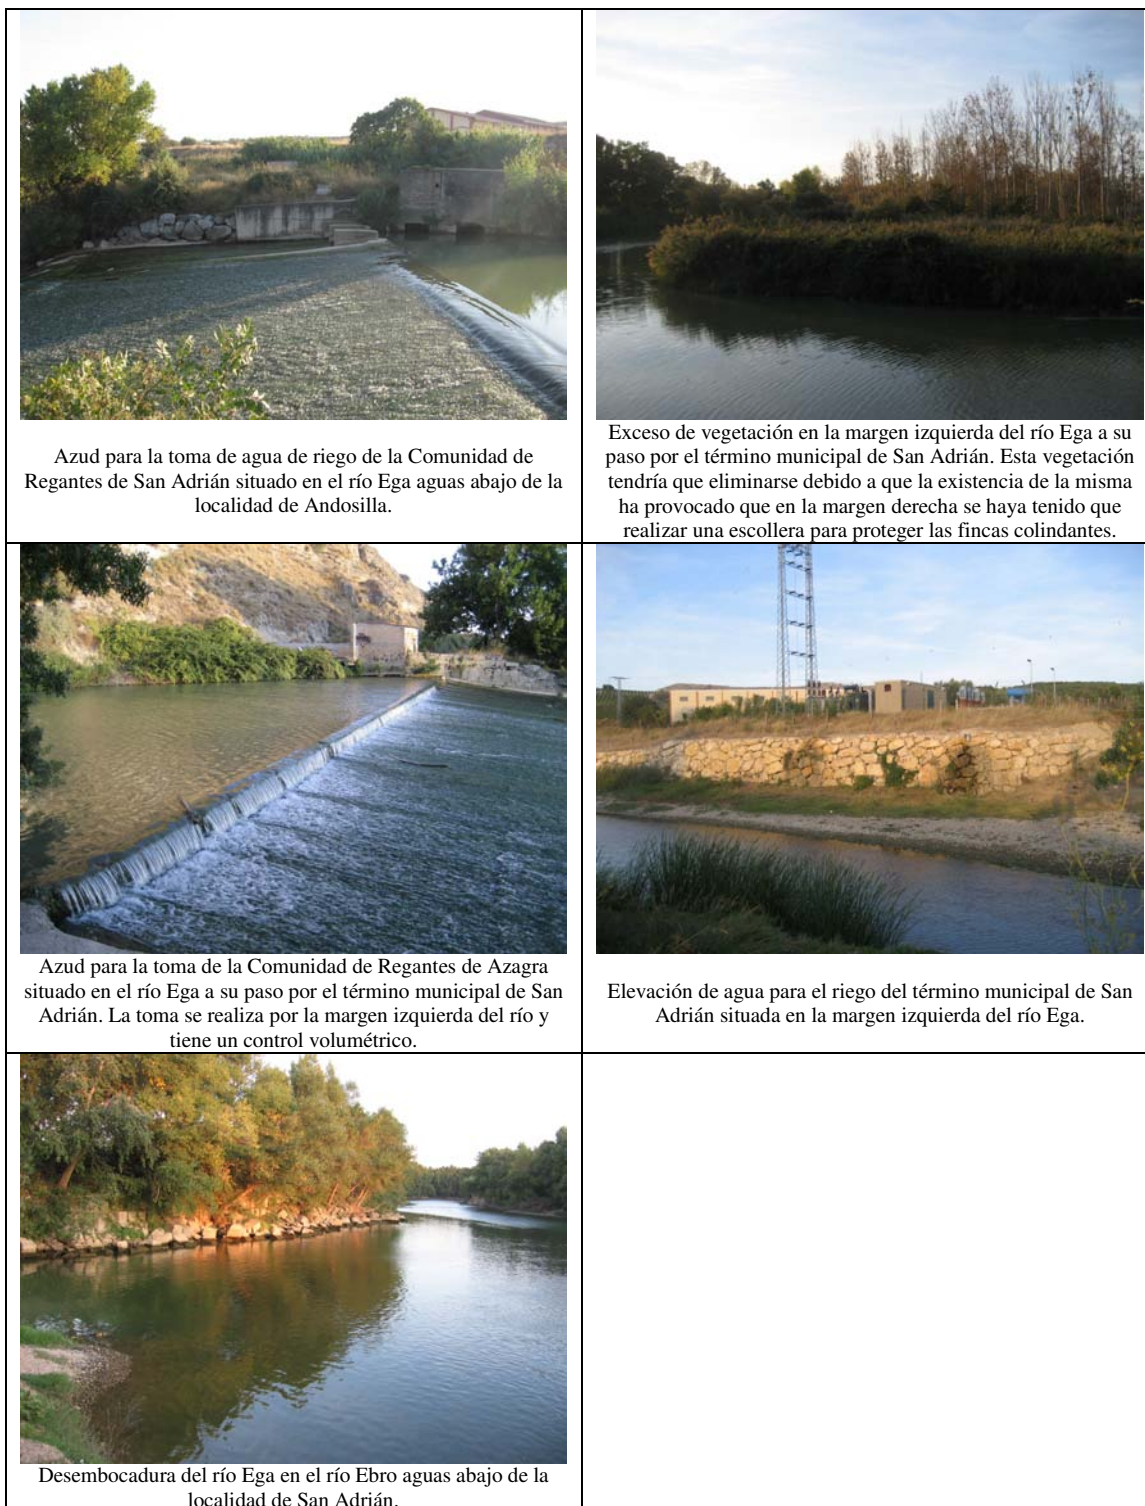 Azud para la toma de agua de riego de la Comunidad de
Regantes de San Adrián situado en el río Ega aguas abajo de la
localidad de Andosilla.
Exceso de vegetación en la margen izquierda del río Ega a su
paso por el término municipal de San Adrián. Esta vegetación
tendría que eliminarse debido a que la existencia de la misma
ha provocado que en la margen derecha se haya tenido que
realizar una escollera para proteger las fincas colindantes.
Azud para la toma de la Comunidad de Regantes de Azagra
situado en el río Ega a su paso por el término municipal de San
Adrián. La toma se realiza por la margen izquierda del río y
tiene un control volumétrico.
Elevación de agua para el riego del término municipal de San
Adrián situada en la margen izquierda del río Ega.
Desembocadura del río Ega en el río Ebro aguas abajo de la
localidad de San Adrián.